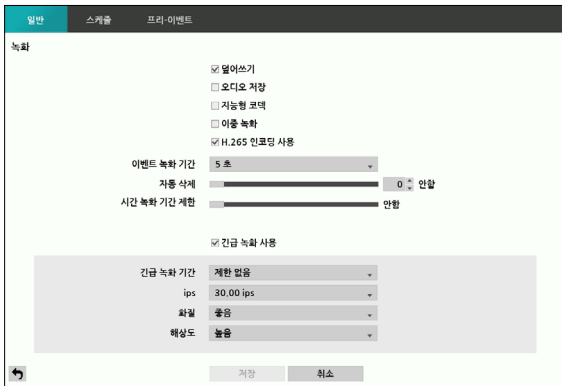 일반 스케줄 프리-이벤트
녹화
덮어쓰기
오디오 저장
지능형 코덱
이중 녹화
H.265 인코딩 사용
이벤트 녹화 기간 5 초
자동 삭제 0 안함
시간 녹화 기간 제한 안함
긴급 녹화 사용
긴급 녹화 기간 제한 없음
ips 30.00 ips
화질 좋음
해상도 높음
저장 취소